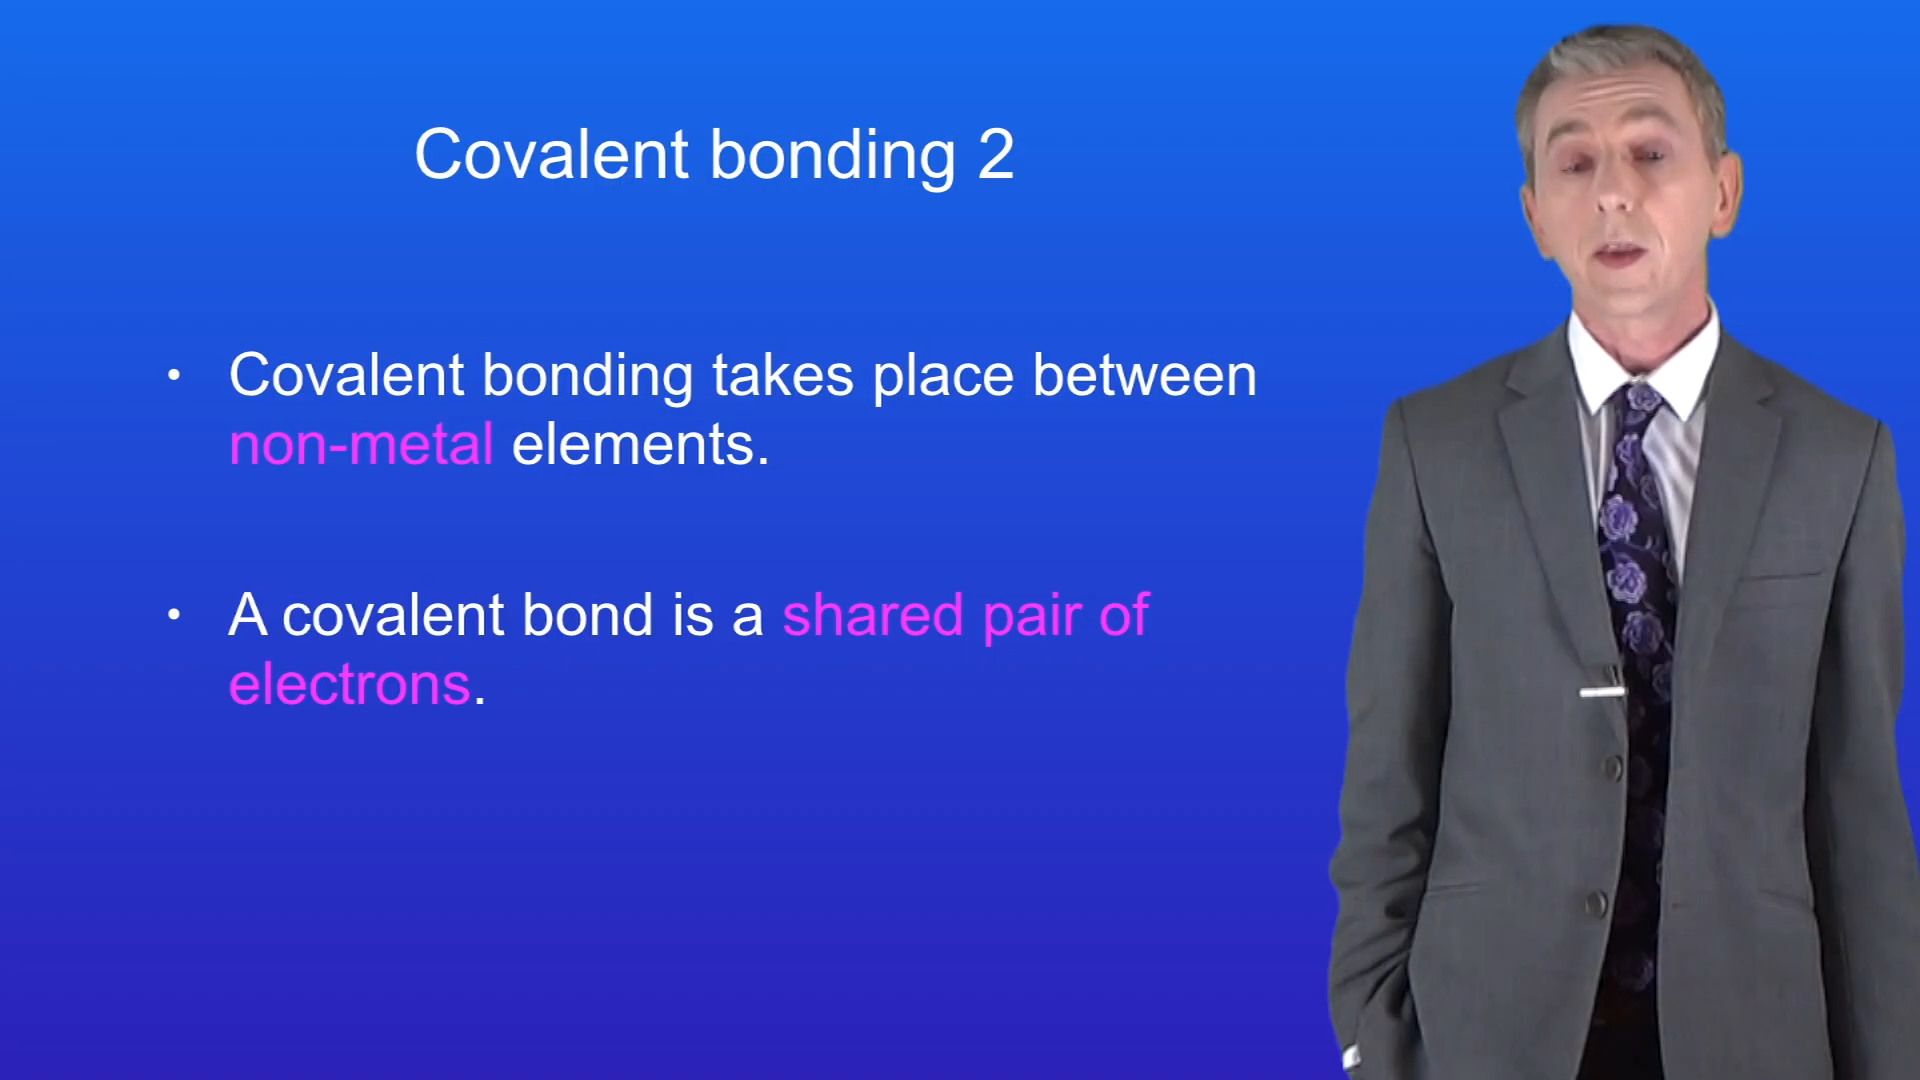 Covalent bonding 2
• Covalent bonding takes place between
non-metal elements.
• A covalent bond is a shared pair of
electrons.